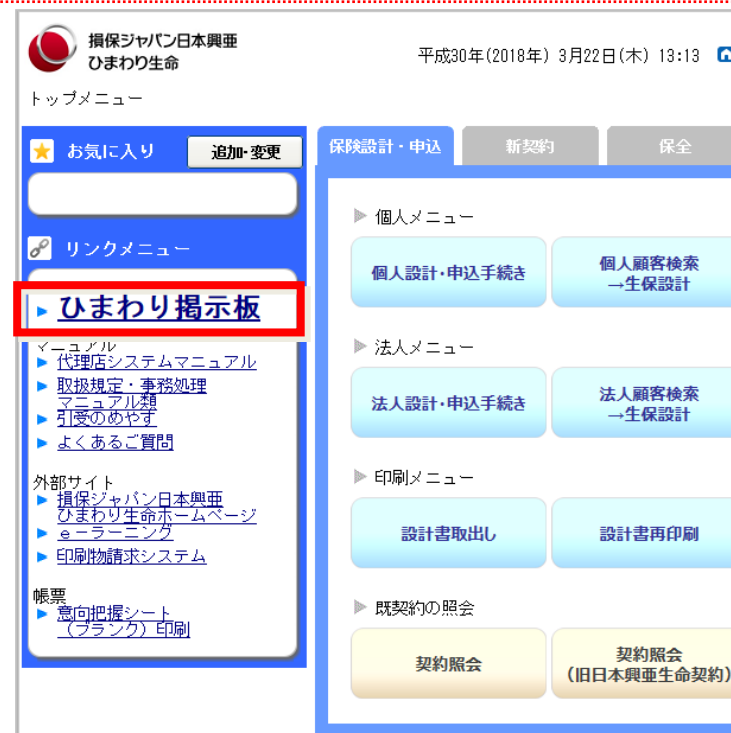 損保ジャパン日本興亜
ひまわり生命
平成30年(2018年) 3月22日(木) 13:13
トップメニュー
お気に入り
追加・変更
リンクメニュー
ひまわり掲示板
マニュアル
代理店システムマニュアル
取扱規定・事務処理
マニュアル類
引受のめやす
よくあるご質問
外部サイト
損保ジャパン日本興亜
ひまわり生命ホームページ
e－ラーニング
印刷物請求システム
帳票
意向把握シート
（ブランク）印刷
保険設計・申込
新契約
保全
個人メニュー
個人設計・申込手続き
個人顧客検索
→生保設計
法人メニュー
法人設計・申込手続き
法人顧客検索
→生保設計
印刷メニュー
設計書取出し
設計書再印刷
既契約の照会
契約照会
契約照会
(旧日本興亜生命契約)